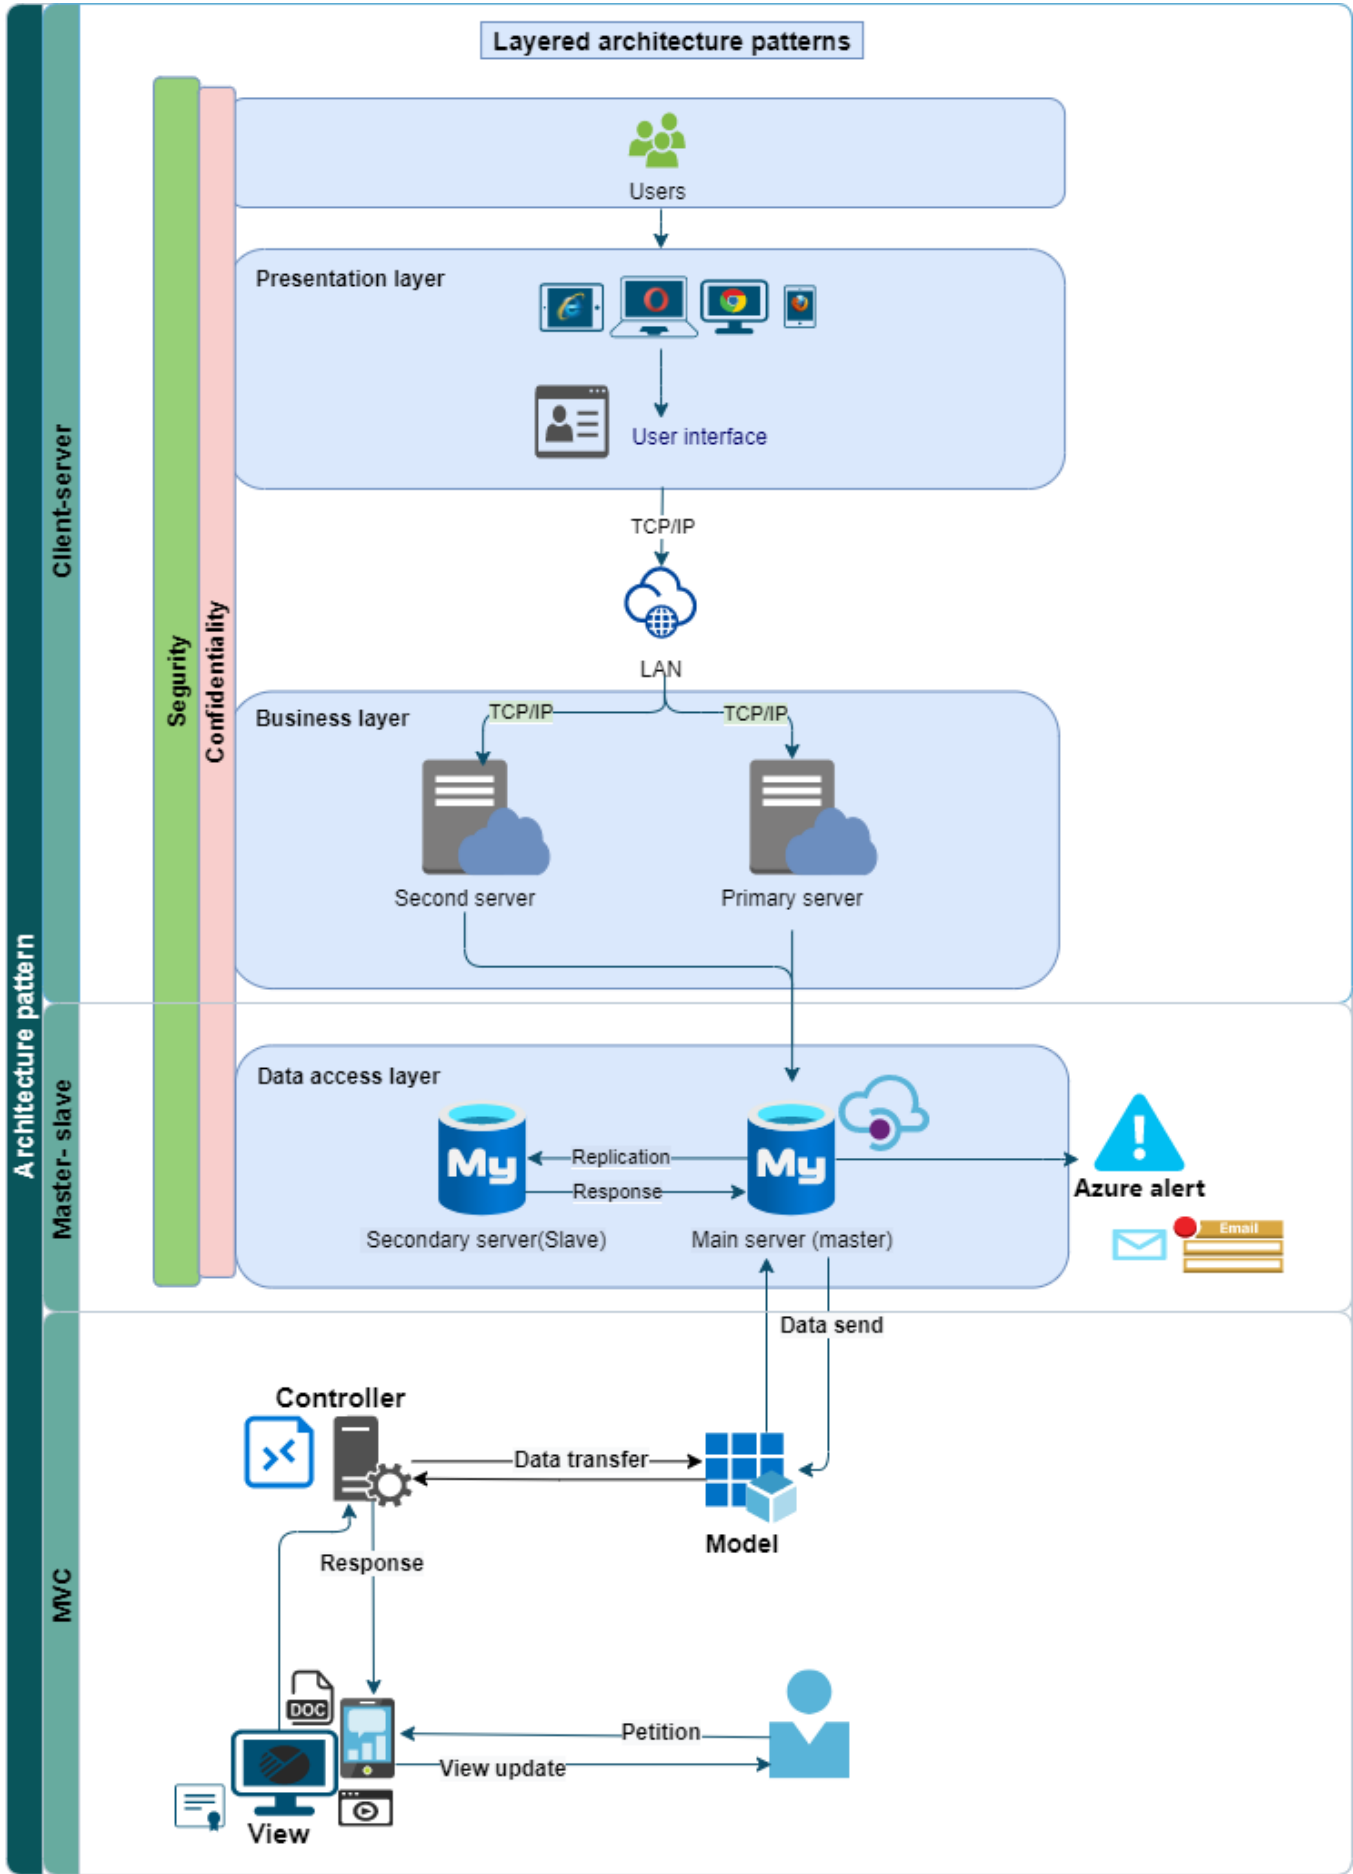 Layered architecture patterns
Architecture pattern
Client-server
Segurity
Confidentiality
Users
Presentation layer
User interface
TCP/IP
LAN
Business layer
TCP/IP
TCP/IP
Second server
Primary server
Master- slave
Data access layer
My
My
Replication
Response
Secondary server(Slave)
Main server (master)
Azure alert
Email
MVC
Data send
Controller
Data transfer
Model
Response
DOC
Petition
View update
View